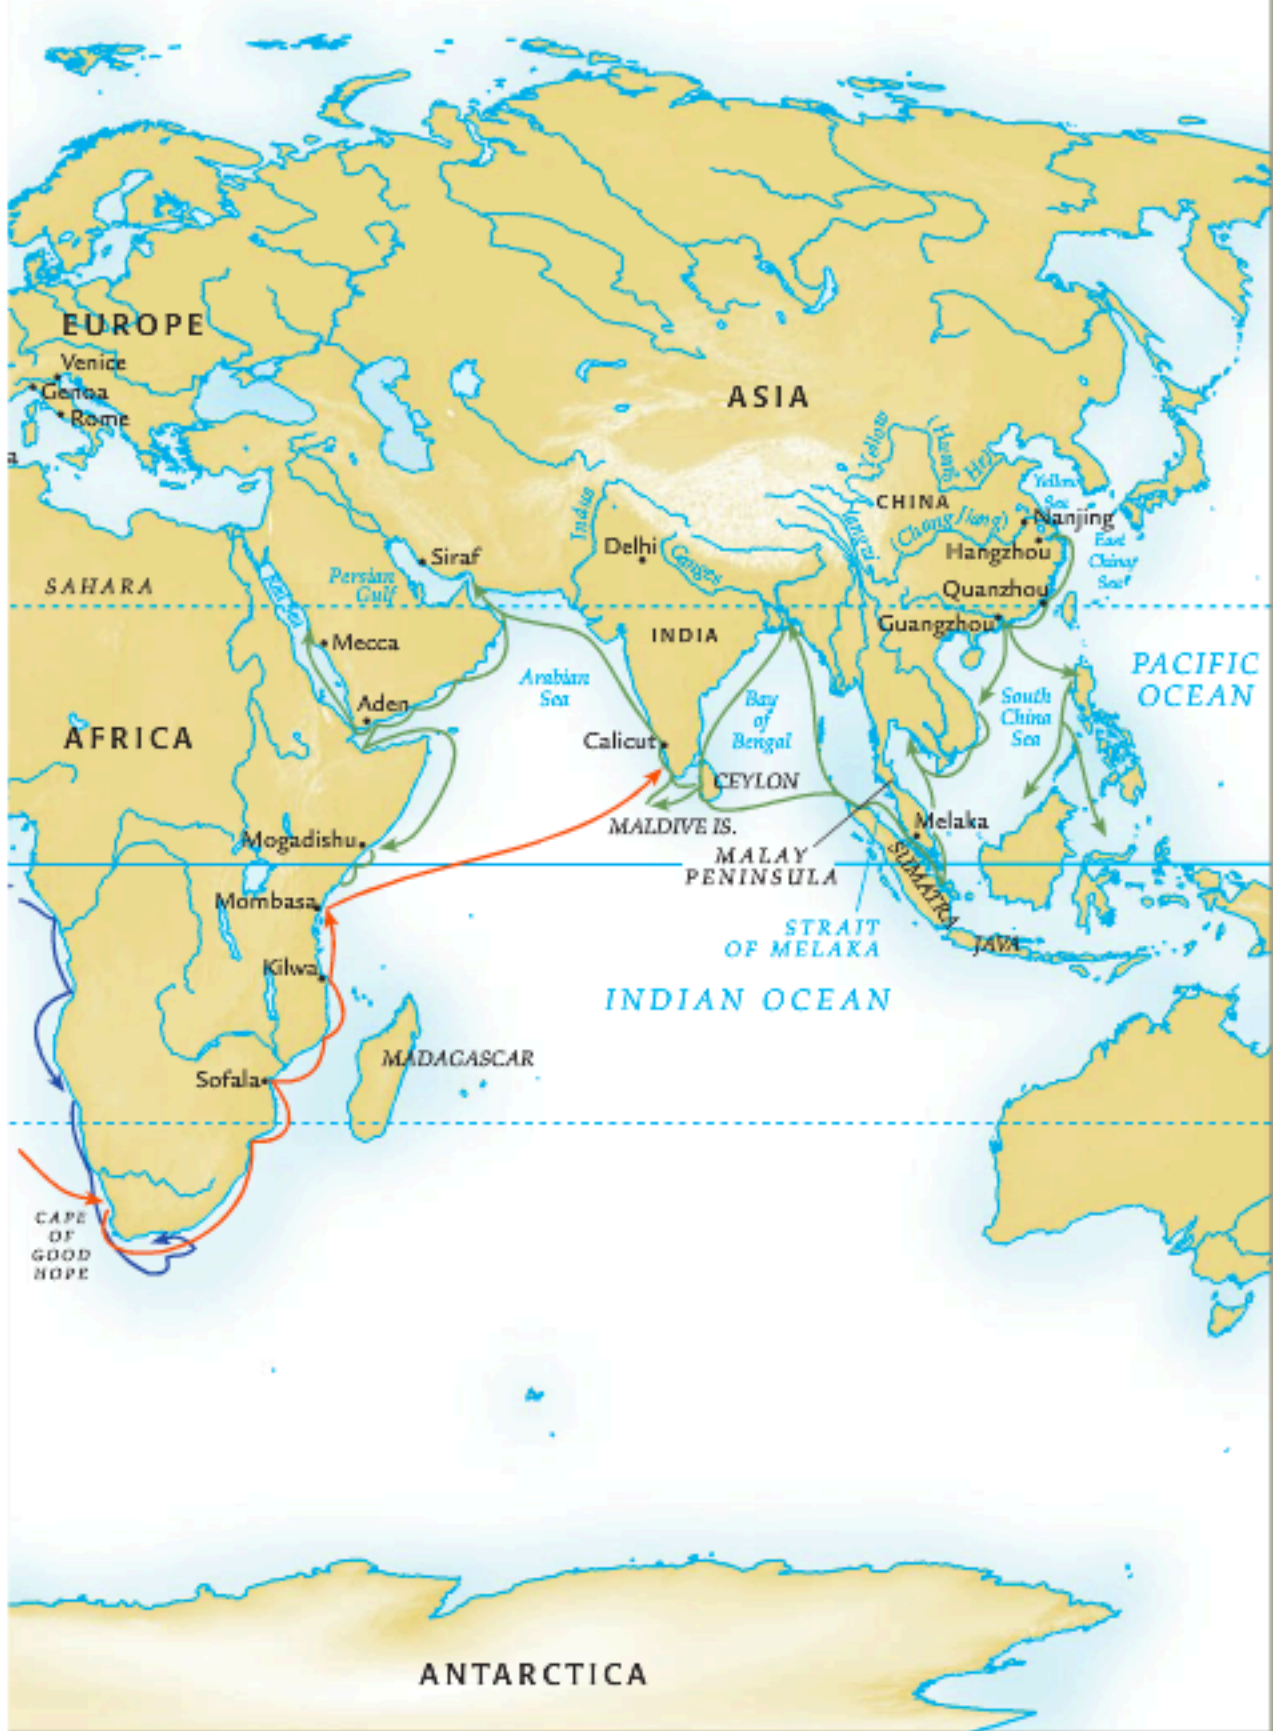 EUROPE
Venice
Genoa
Rome
a
ASIA
Yellow
Huang
He)
Yellow
Sea
CHINA
Chang Jiang)
Yangzi
Nanjing
Hangzhou
East
China
Sea
Quanzhou
Guangzhou
Indus
Delhi
Ganges
INDIA
Siraf
Persian
Gulf
SAHARA
Red Sea
Mecca
Aden
Arabian
Sea
Bay
of
Bengal
South
China
Sea
PACIFIC
OCEAN
AFRICA
Calicut
CEYLON
MALDIVE IS.
Melaka
MALAY
PENINSULA
SUMATRA
STRAIT
OF MELAKA
JAVA
Mogadishu
Mombasa
Kilwa
INDIAN OCEAN
MADAGASCAR
Sofala
CAPE
OF
GOOD
HOPE
ANTARCTICA